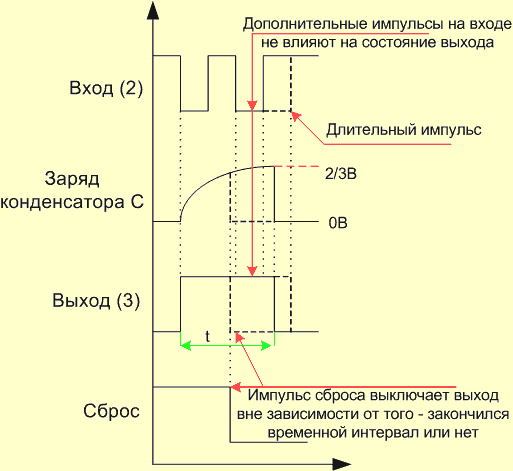 Дополнительные импульсы на входе
не влияют на состояние выхода
Вход (2)
Длительный импульс
Заряд
конденсатора С
2/3В
0В
Выход (3)
t
Импульс сброса выключает выход
вне зависимости от того - закончился
временной интервал или нет
Сброс